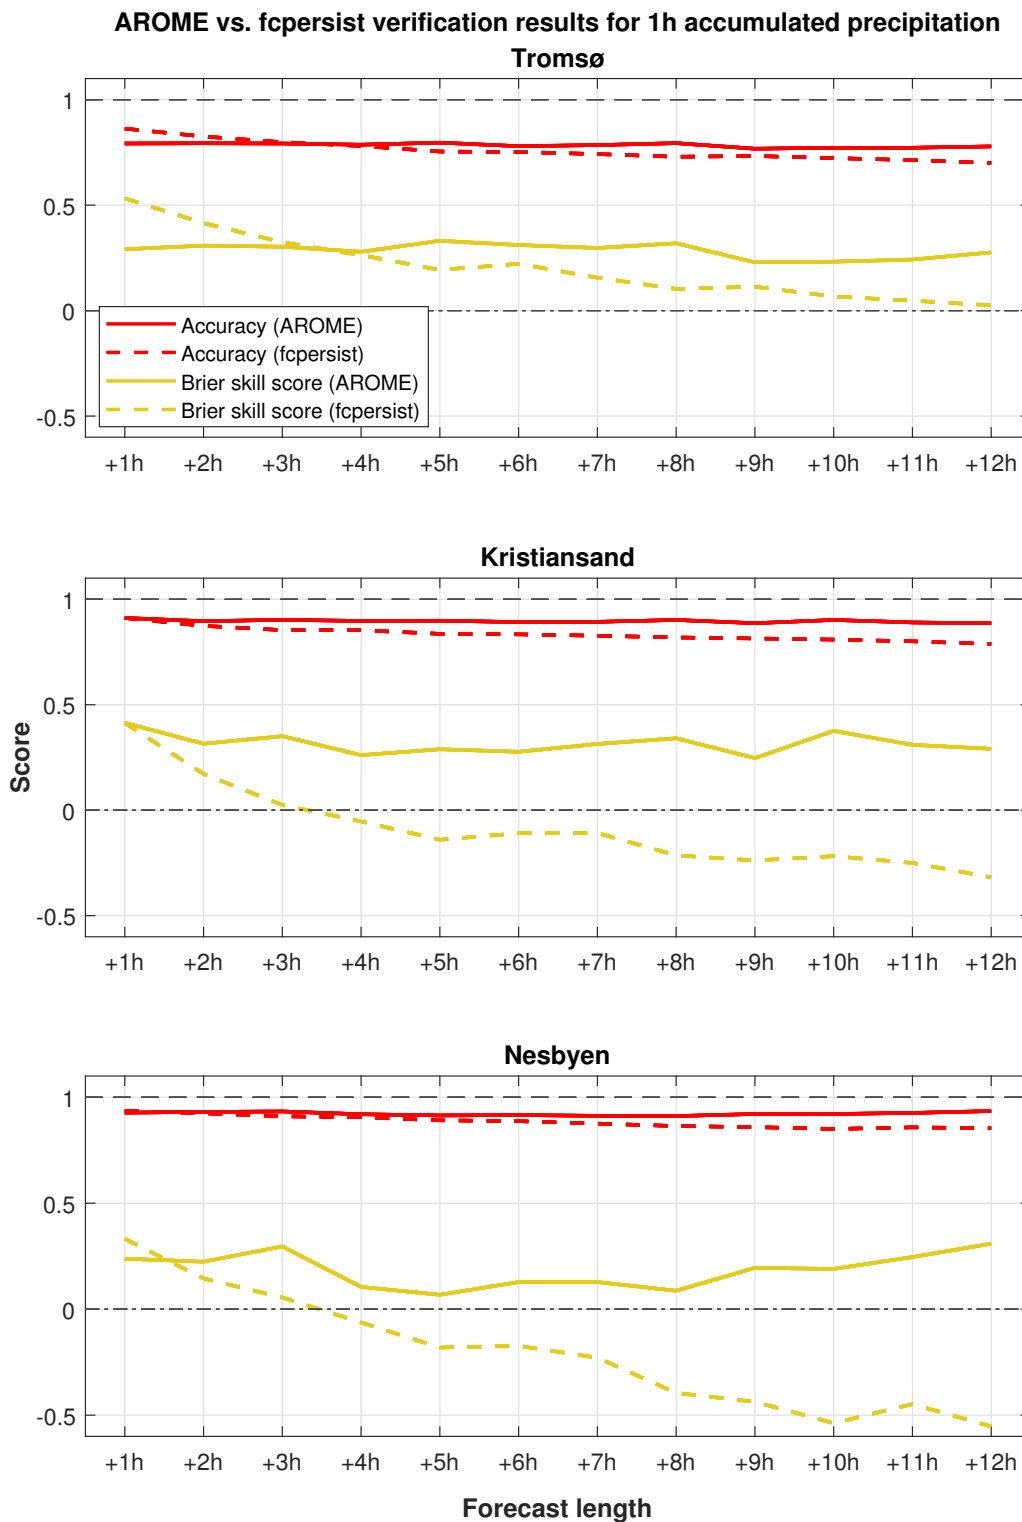 AROME vs. fcpersist verification results for 1h accumulated precipitation
Tromsø
1
0.5
0
-0.5
Accuracy (AROME)
Accuracy (fcpersist)
Brier skill score (AROME)
Brier skill score (fcpersist)
+1h +2h +3h +4h +5h +6h +7h +8h +9h +10h +11h +12h
Kristiansand
1
0.5
0
-0.5
Score
+1h +2h +3h +4h +5h +6h +7h +8h +9h +10h +11h +12h
Nesbyen
1
0.5
0
-0.5
+1h +2h +3h +4h +5h +6h +7h +8h +9h +10h +11h +12h
Forecast length